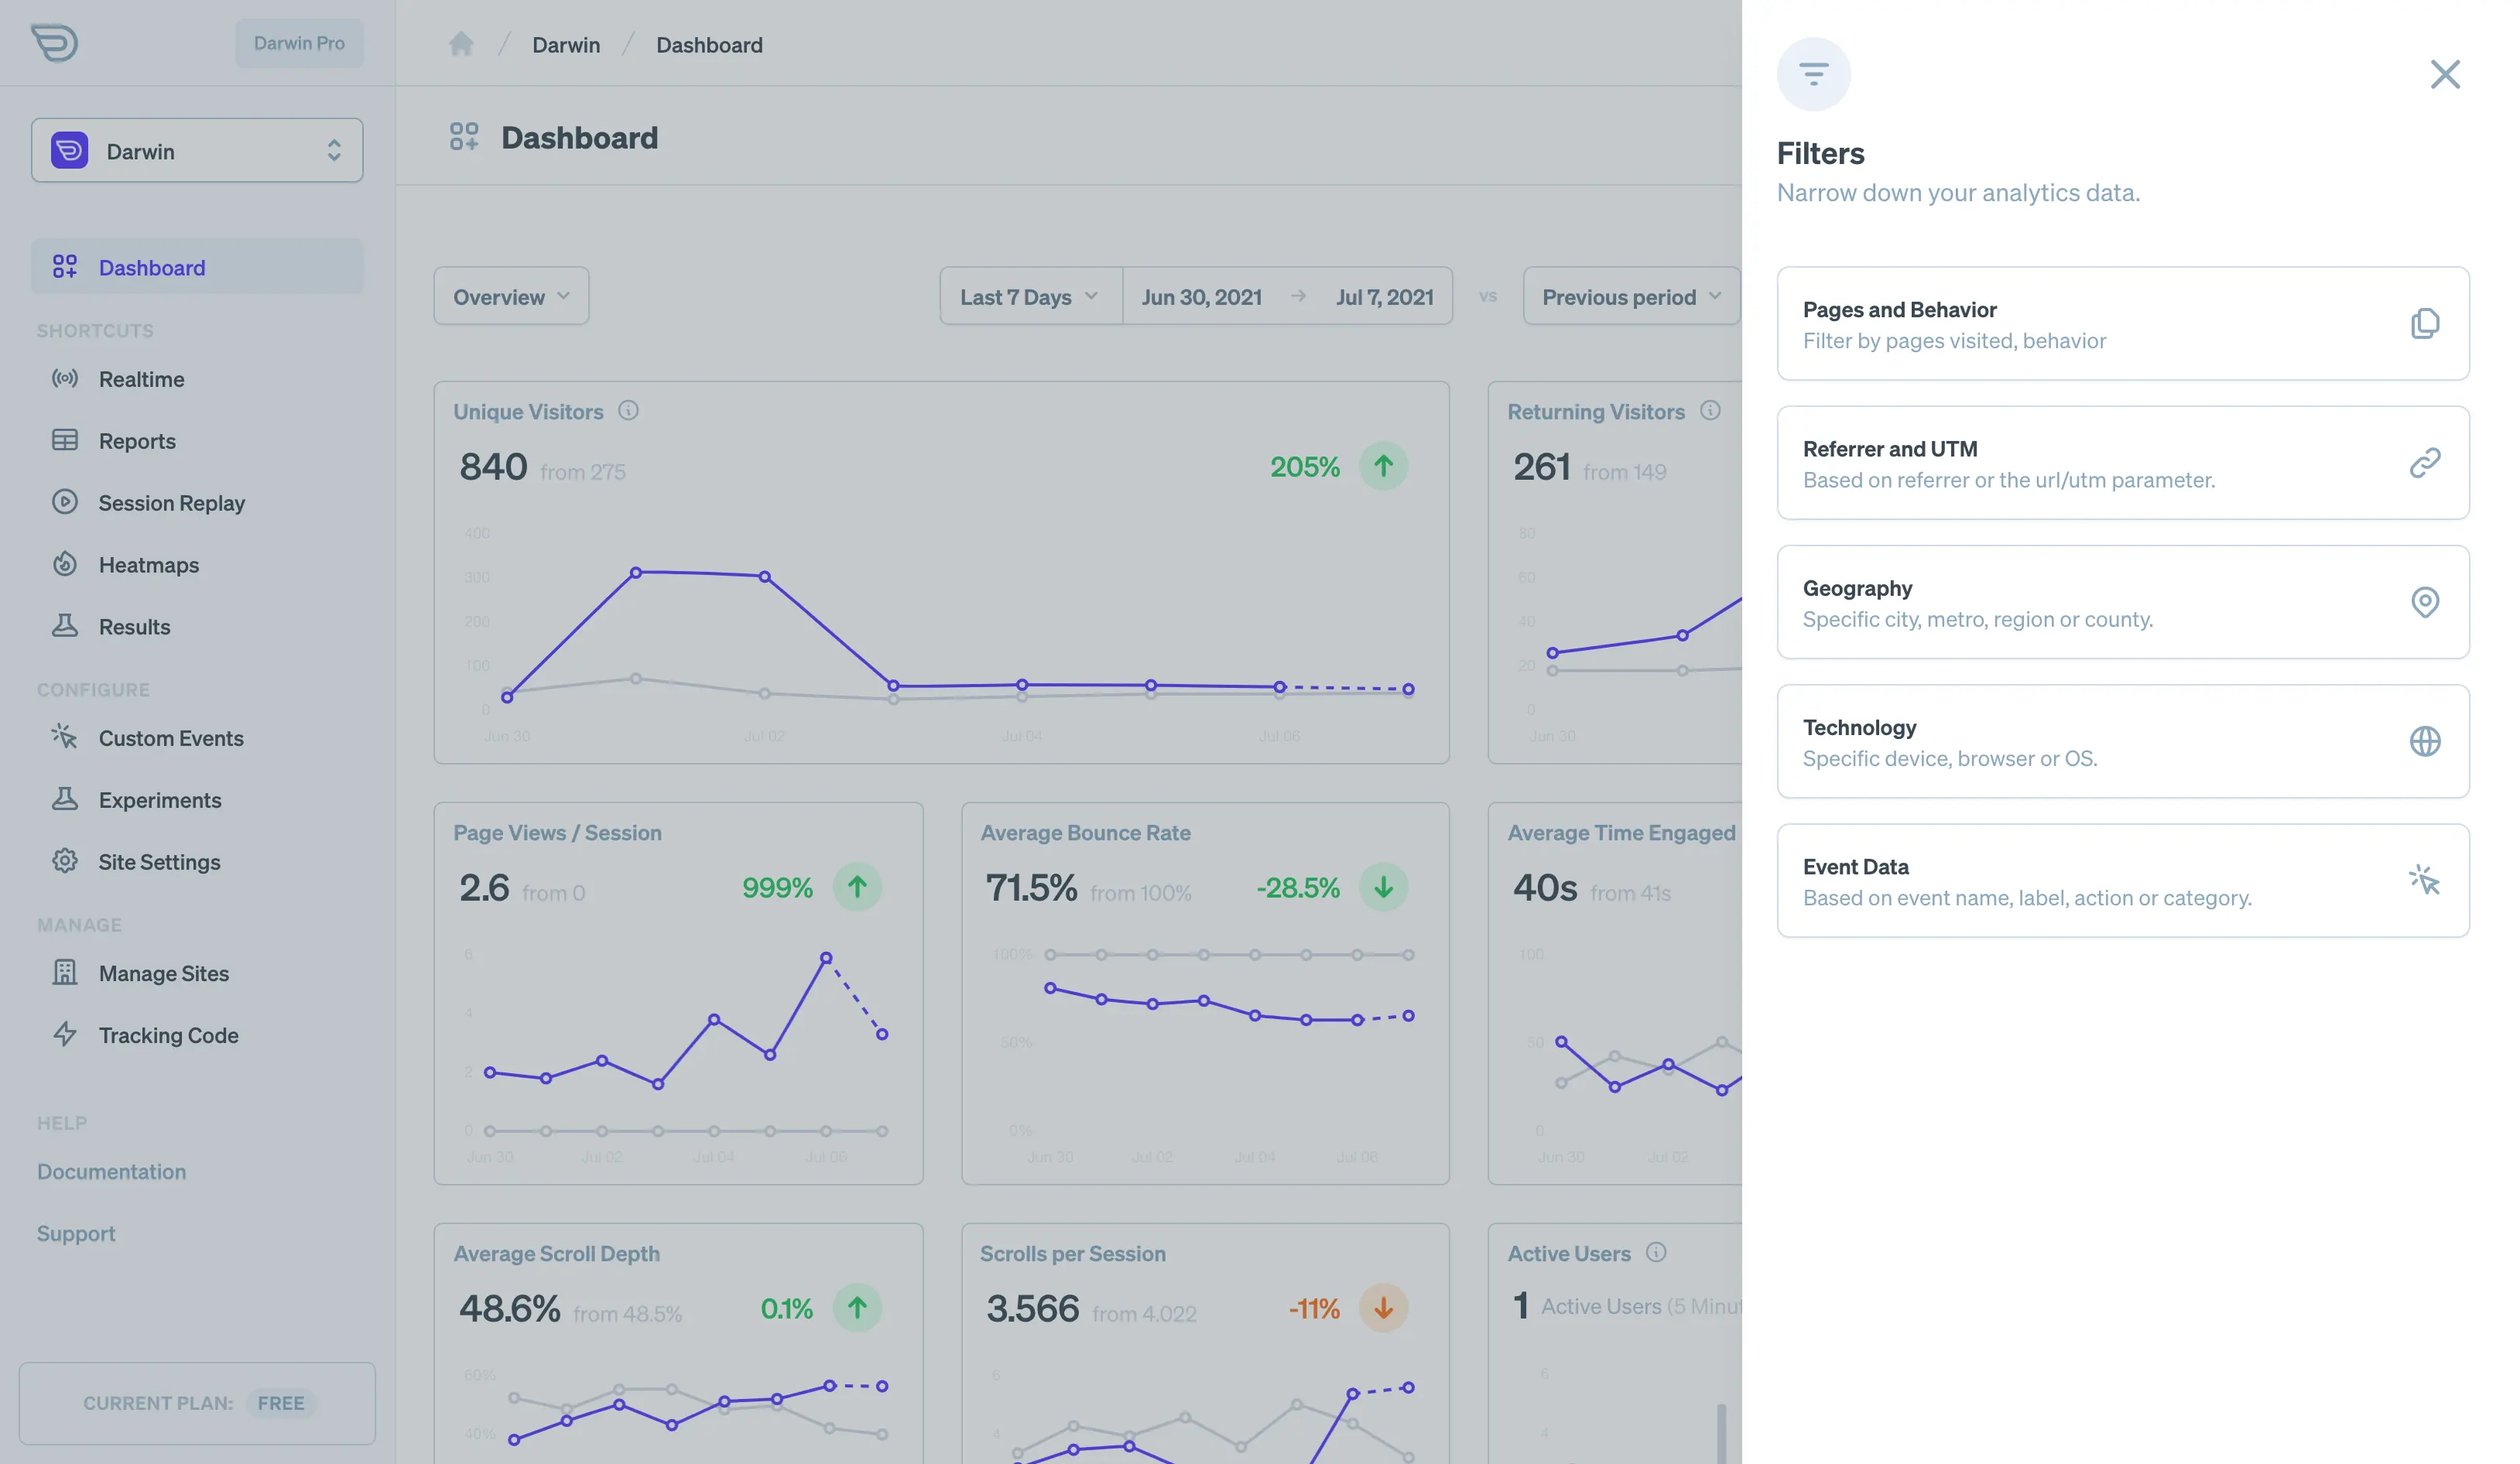 Darwin Pro
Darwin
Dashboard
SHORTCUTS
Realtime
Reports
Session Replay
Heatmaps
Results
CONFIGURE
Custom Events
Experiments
Site Settings
MANAGE
Manage Sites
Tracking Code
HELP
Documentation
Support
CURRENT PLAN: FREE
/ Darwin / Dashboard
Dashboard
Overview
Last 7 Days Jun 30, 2021 → Jul 7, 2021 vs Previous period
Unique Visitors
840 from 275 205%
400
300
200
100
0
Jun 30 Jul 02 Jul 04 Jul 06
Returning Visitors
261 from 149
80
60
40
20
0
Jun 30
Page Views / Session
2.6 from 0 999%
6
4
2
0
Jun 30 Jul 02 Jul 04 Jul 06
Average Bounce Rate
71.5% from 100% -28.5%
100%
50%
0%
Jun 30 Jul 02 Jul 04 Jul 06
Average Time Engaged
40s from 41s
100
50
0
Jun 30 Jul 02
Average Scroll Depth
48.6% from 48.5% 0.1%
60%
40%
Scrolls per Session
3.566 from 4.022 -11%
6
4
Active Users
1 Active Users (5 Minut
6
4
Filters
Narrow down your analytics data.
Pages and Behavior
Filter by pages visited, behavior
Referrer and UTM
Based on referrer or the url/utm parameter.
Geography
Specific city, metro, region or county.
Technology
Specific device, browser or OS.
Event Data
Based on event name, label, action or category.